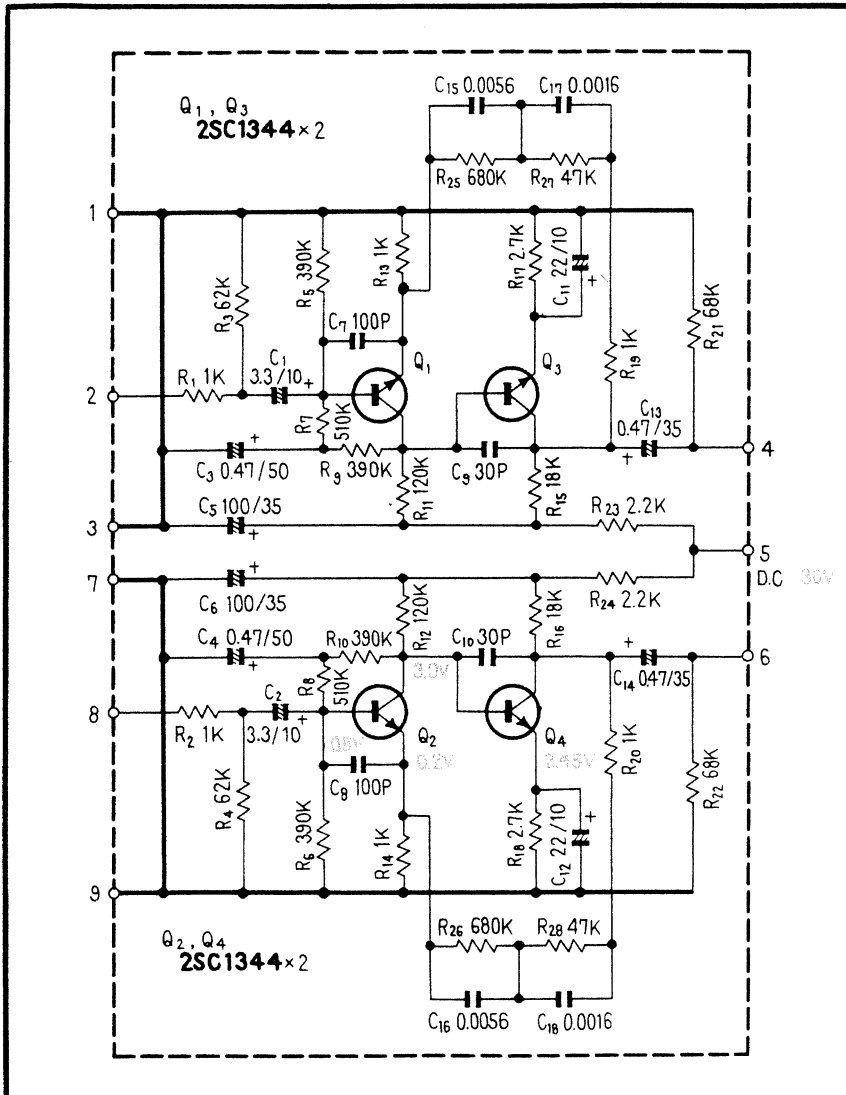 C15 0.0056 C17 0.0016
Q1, Q3
2SC1344×2
R25 680K R27 47K
1
R3 62K
R5 390K
R13 1K
R17 2.7K
C11 22/10 +
R21 68K
C7 100P
R19 1K
C1
3.3/10 +
Q1
Q3
2 R1 1K
R7 510K
C13
0.47/35
+
4
C3 0.47/50 +
R9 390K
C9 30P
R11 120K
R15 18K
C5 100/35 +
R23 2.2K
3
5
7
D.C 30V
C6 100/35 +
R24 2.2K
R12 120K
R16 18K
C4 0.47/50 +
R10 390K
C10 30P
+
C14 0.47/35
6
R8 510K
3.0V
C2
3.3/10 +
8
R2 1K
Q2
Q4
0.2V
2.45V
R20 1K
C8 100P
R4 62K
R6 390K
R14 1K
R18 2.7K
C12 22/10 +
R22 68K
9
R26 680K R28 47K
Q2, Q4
2SC1344×2
C16 0.0056 C18 0.0016